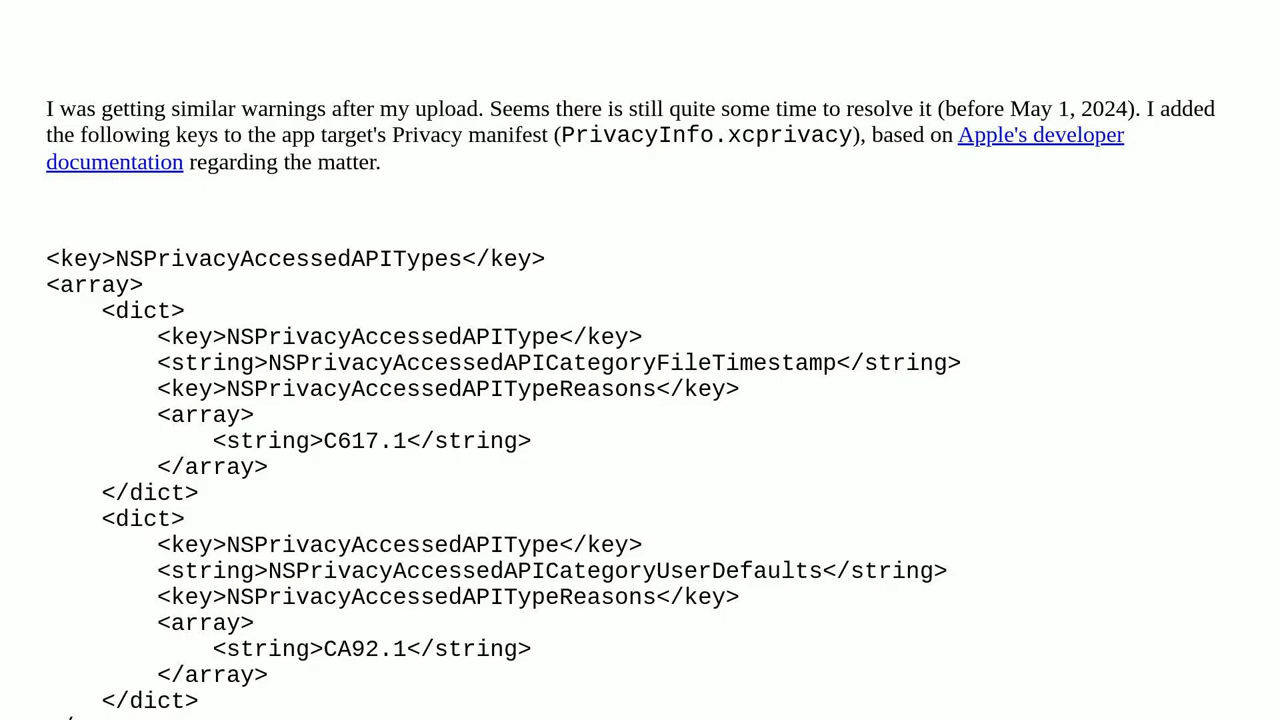 I was getting similar warnings after my upload. Seems there is still quite some time to resolve it (before May 1, 2024). I added
the following keys to the app target's Privacy manifest (PrivacyInfo.xcprivacy), based on Apple's developer
documentation regarding the matter.
<key>NSPrivacyAccessedAPITypes</key>
<array>
    <dict>
        <key>NSPrivacyAccessedAPIType</key>
        <string>NSPrivacyAccessedAPICategoryFileTimestamp</string>
        <key>NSPrivacyAccessedAPITypeReasons</key>
        <array>
            <string>C617.1</string>
        </array>
    </dict>
    <dict>
        <key>NSPrivacyAccessedAPIType</key>
        <string>NSPrivacyAccessedAPICategoryUserDefaults</string>
        <key>NSPrivacyAccessedAPITypeReasons</key>
        <array>
            <string>CA92.1</string>
        </array>
    </dict>